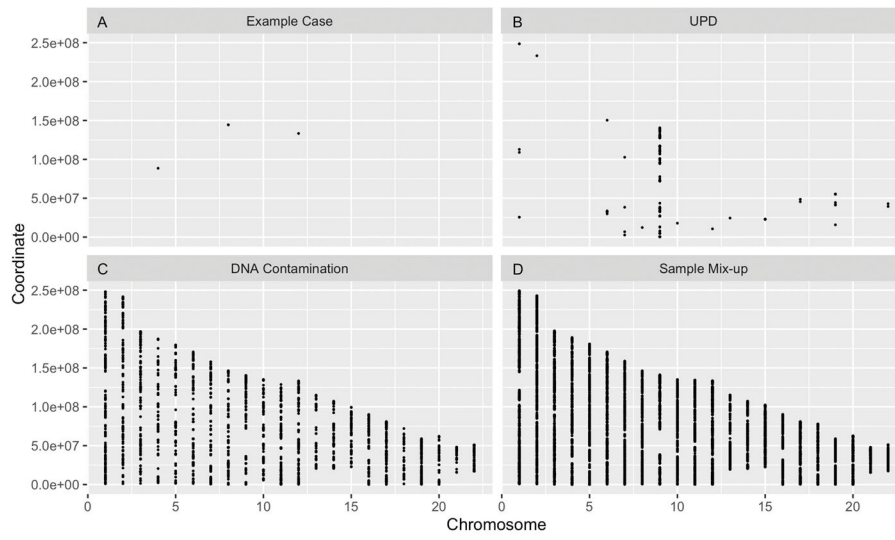 A Example Case
B UPD
2.5e+08
2.0e+08
1.5e+08
1.0e+08
5.0e+07
0.0e+00
C DNA Contamination
D Sample Mix-up
2.5e+08
2.0e+08
1.5e+08
1.0e+08
5.0e+07
0.0e+00
Coordinate
0 5 10 15 20 0 5 10 15 20
Chromosome